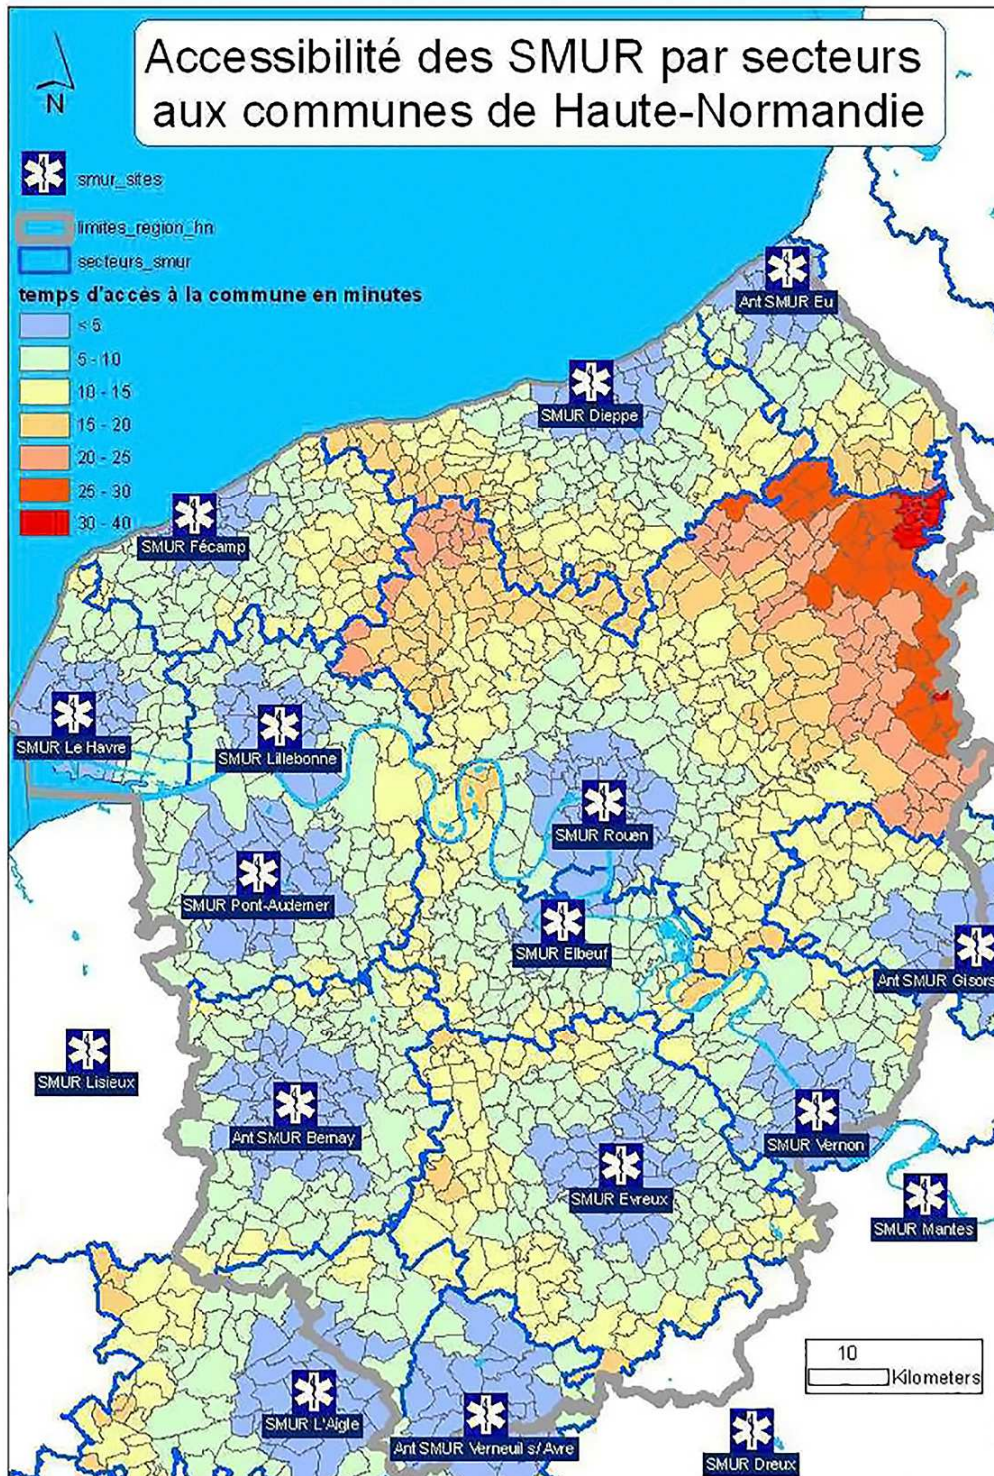 Accessibilité des SMUR par secteurs
aux communes de Haute-Normandie
N
smur_sites
limites_region_hn
secteurs_smur
temps d'accès à la commune en minutes
< 5
5 - 10
10 - 15
15 - 20
20 - 25
25 - 30
30 - 40
Ant SMUR Eu
SMUR Dieppe
SMUR Fécamp
SMUR Le Havre
SMUR Lillebonne
SMUR Rouen
SMUR Pont-Audemer
SMUR Elbeuf
Ant SMUR Gisors
SMUR Lisieux
Ant SMUR Bernay
SMUR Vernon
SMUR Evreux
SMUR Mantes
10
Kilometers
SMUR L'Aigle
Ant SMUR Verneuil s/ Avre
SMUR Dreux